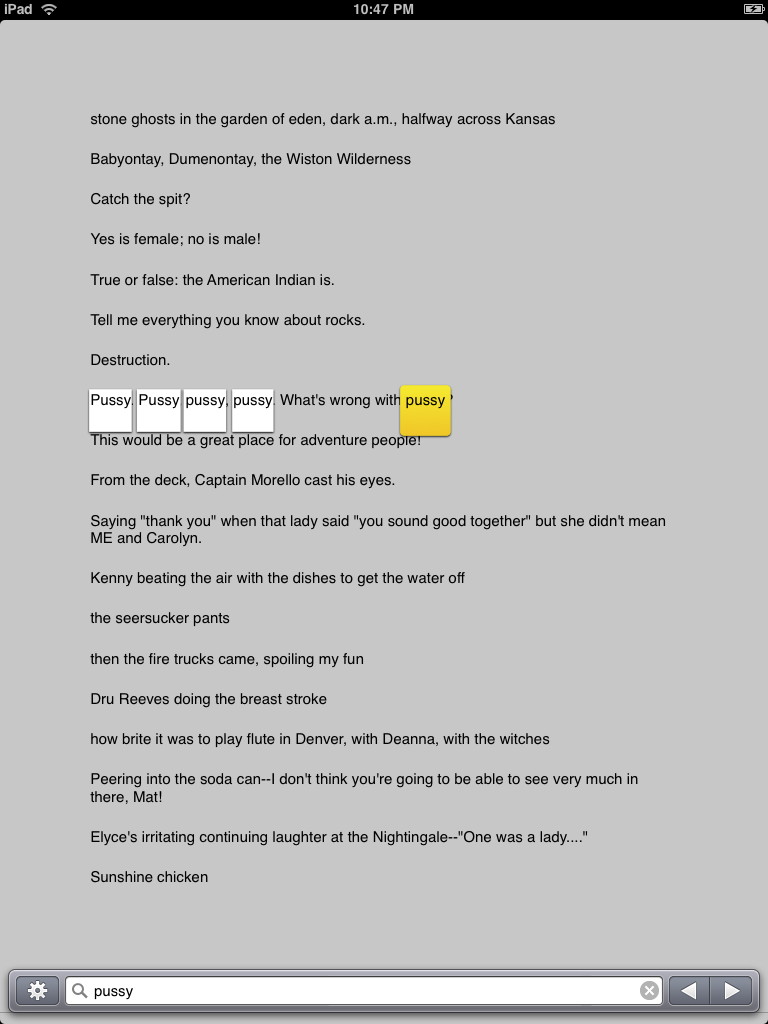 iPad 10:47 PM
stone ghosts in the garden of eden, dark a.m., halfway across Kansas
Babyontay, Dumenontay, the Wiston Wilderness
Catch the spit?
Yes is female; no is male!
True or false: the American Indian is.
Tell me everything you know about rocks.
Destruction.
Pussy. Pussy pussy, pussy. What's wrong with pussy?
This would be a great place for adventure people!
From the deck, Captain Morello cast his eyes.
Saying "thank you" when that lady said "you sound good together" but she didn't mean
ME and Carolyn.
Kenny beating the air with the dishes to get the water off
the seersucker pants
then the fire trucks came, spoiling my fun
Dru Reeves doing the breast stroke
how brite it was to play flute in Denver, with Deanna, with the witches
Peering into the soda can--I don't think you're going to be able to see very much in
there, Mat!
Elyce's irritating continuing laughter at the Nightingale--"One was a lady...."
Sunshine chicken
pussy